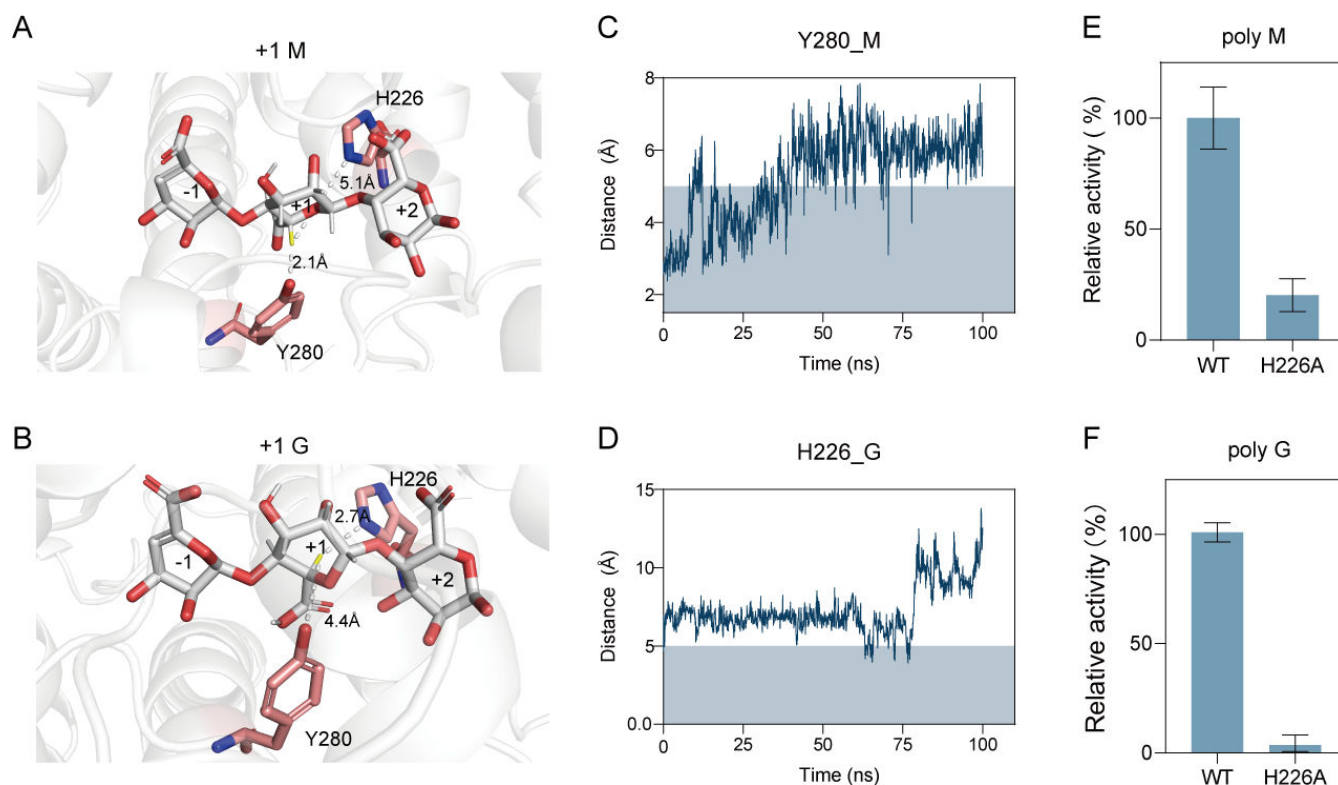 A
+1 M
H226
-1
+1
5.1Å
+2
2.1Å
Y280
B
+1 G
H226
2.7Å
-1
+1
+2
4.4Å
Y280
C
Y280_M
Distance (Å)
8
6
4
2
0
25
50
75
100
Time (ns)
D
H226_G
Distance (Å)
15
10
5
0.0
0
25
50
75
100
Time (ns)
E
poly M
Relative activity ( %)
100
50
0
WT
H226A
F
poly G
Relative activity (%)
100
50
0
WT
H226A